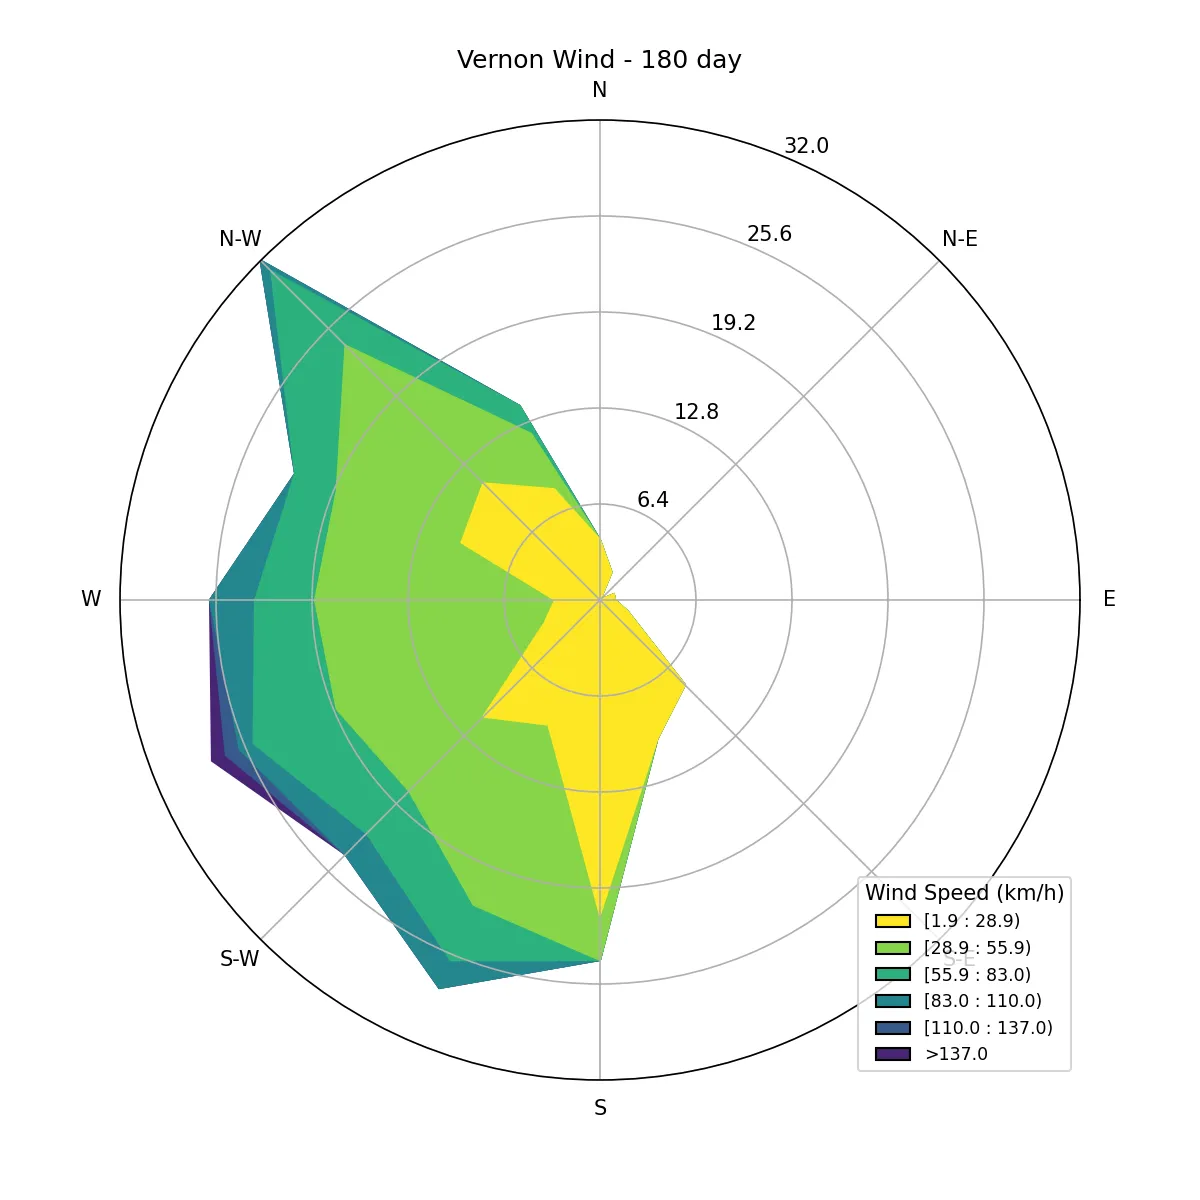 Vernon Wind - 180 day
N
32.0
25.6
N-W
N-E
19.2
12.8
6.4
W
E
Wind Speed (km/h)
[1.9 : 28.9)
[28.9 : 55.9)
S-W
S-E
[55.9 : 83.0)
[83.0 : 110.0)
[110.0 : 137.0)
>137.0
S